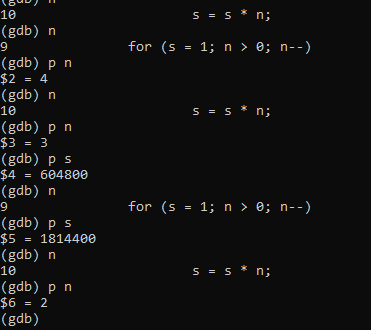 (gdb) n
10                      s = s * n;
(gdb) n
9               for (s = 1; n > 0; n--)
(gdb) p n
$2 = 4
(gdb) n
10                      s = s * n;
(gdb) p n
$3 = 3
(gdb) p s
$4 = 604800
(gdb) n
9               for (s = 1; n > 0; n--)
(gdb) p s
$5 = 1814400
(gdb) n
10                      s = s * n;
(gdb) p n
$6 = 2
(gdb)